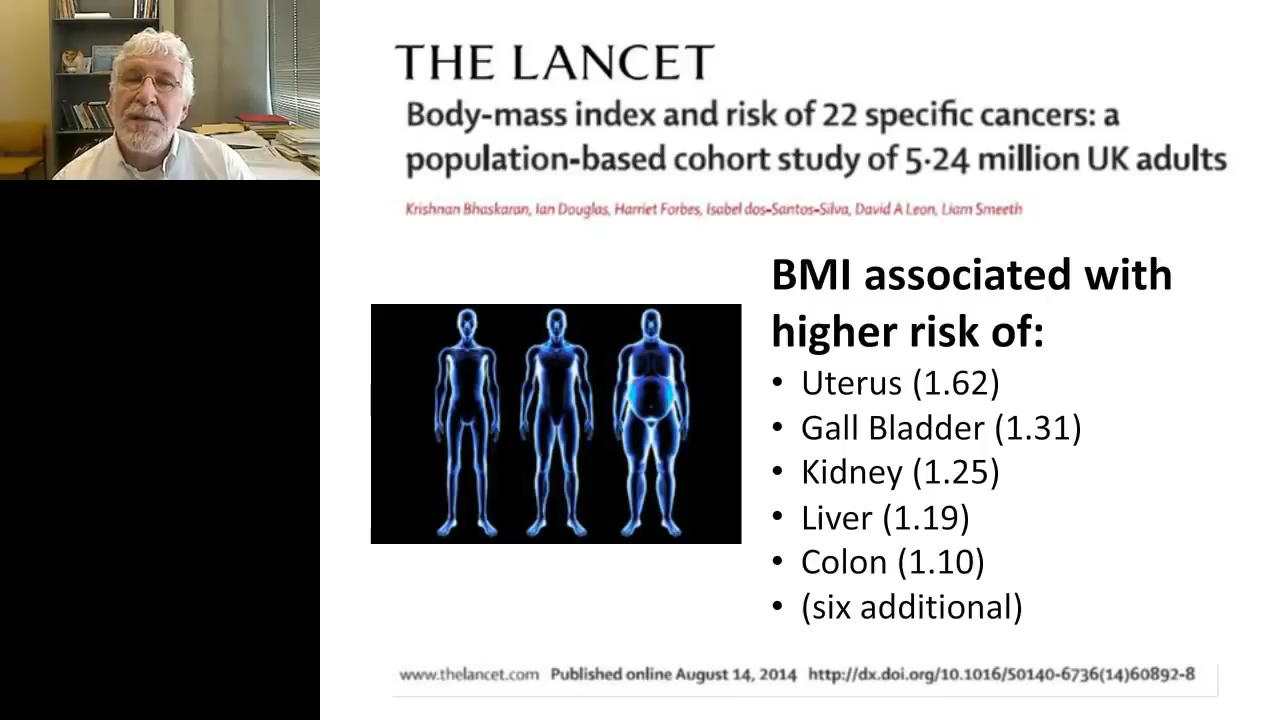 THE LANCET
Body-mass index and risk of 22 specific cancers: a
population-based cohort study of 5·24 million UK adults
Krishnan Bhaskaran, Ian Douglas, Harriet Forbes, Isabel dos-Santos-Silva, David A Leon, Liam Smeeth
BMI associated with
higher risk of:
• Uterus (1.62)
• Gall Bladder (1.31)
• Kidney (1.25)
• Liver (1.19)
• Colon (1.10)
• (six additional)
www.thelancet.com Published online August 14, 2014 http://dx.doi.org/10.1016/S0140-6736(14)60892-8